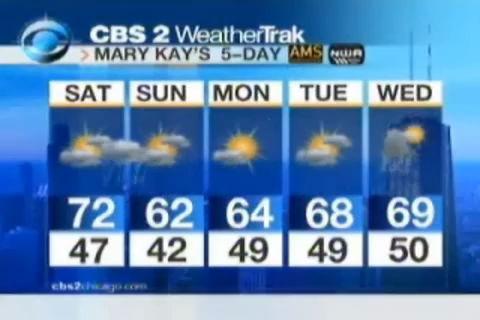 CBS 2 WEATHERTRAK
> MARY KAY'S 5-DAY AMS NWA
SAT SUN MON TUE WED
72 62 64 68 69
47 42 49 49 50
cbs2chicago.com